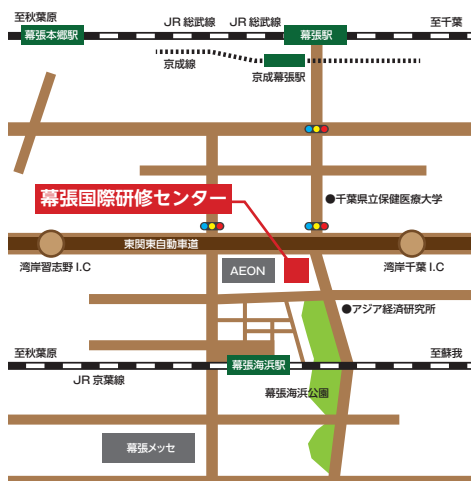 至秋葉原
JR 総武線
JR 総武線
至千葉
幕張本郷駅
幕張駅
京成線
京成幕張駅
幕張国際研修センター
●千葉県立保健医療大学
東関東自動車道
湾岸習志野 I.C
AEON
湾岸千葉 I.C
●アジア経済研究所
至秋葉原
至蘇我
幕張海浜駅
JR 京葉線
幕張海浜公園
幕張メッセ